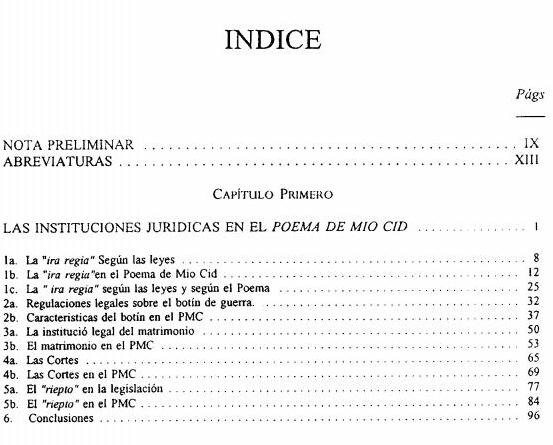 INDICE
Págs
NOTA PRELIMINAR ........ IX
ABREVIATURAS ........ XIII
CAPÍTULO PRIMERO
LAS INSTITUCIONES JURIDICAS EN EL POEMA DE MIO CID ........ 1
1a. La "ira regia" Según las leyes ........ 8
1b. La "ira regia"en el Poema de Mio Cid ........ 12
1c. La " ira regia" según las leyes y según el Poema ........ 25
2a. Regulaciones legales sobre el botín de guerra. ........ 32
2b. Caracteristicas del botín en el PMC ........ 37
3a. La institució legal del matrimonio ........ 50
3b. El matrimonio en el PMC ........ 53
4a. Las Cortes ........ 65
4b. Las Cortes en el PMC ........ 69
5a. El "riepto" en la legislación ........ 77
5b. El "riepto" en el PMC ........ 84
6. Conclusiones ........ 96